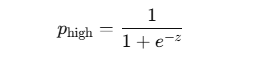 p_high = 1 / (1 + e^{-z})